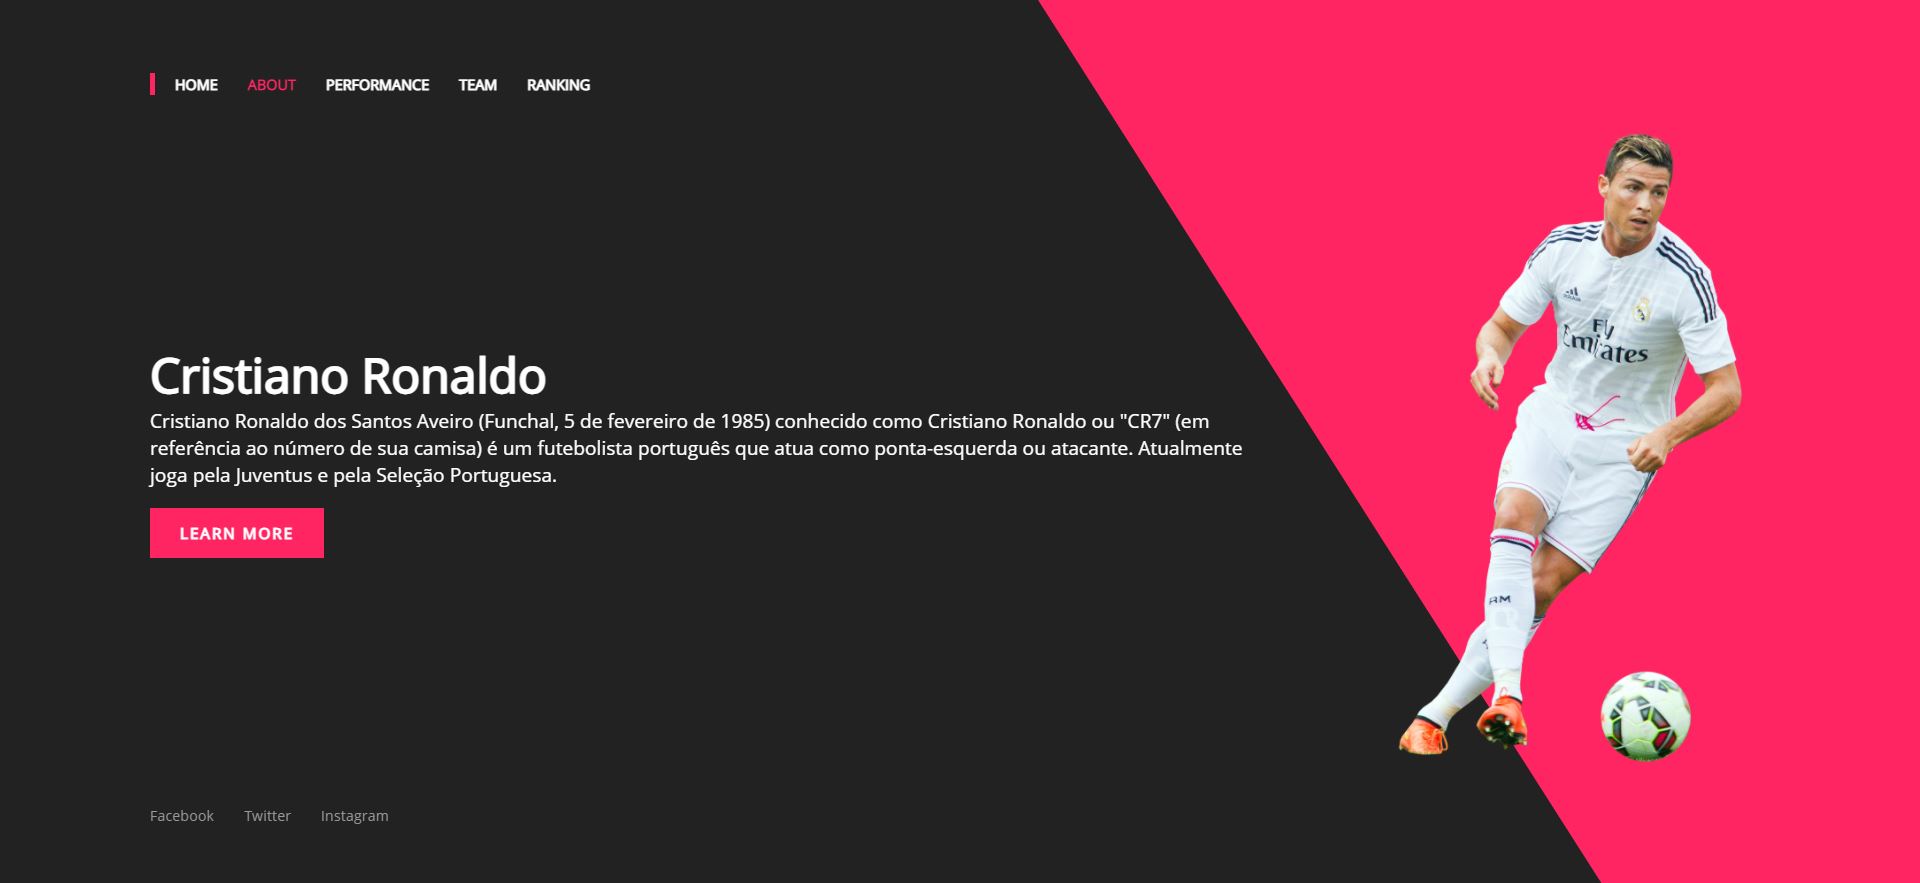 HOME ABOUT PERFORMANCE TEAM RANKING
Cristiano Ronaldo
Cristiano Ronaldo dos Santos Aveiro (Funchal, 5 de fevereiro de 1985) conhecido como Cristiano Ronaldo ou "CR7" (em
referência ao número de sua camisa) é um futebolista português que atua como ponta-esquerda ou atacante. Atualmente
joga pela Juventus e pela Seleção Portuguesa.
LEARN MORE
Fly
Emirates
RM
Facebook Twitter Instagram